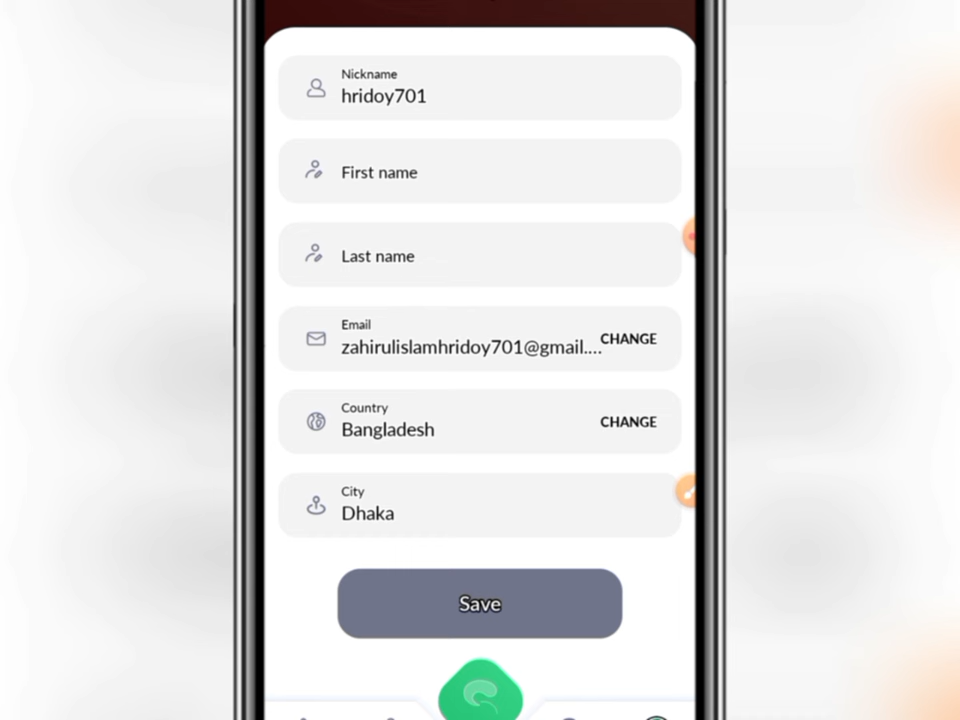 Nickname
hridoy701
First name
Last name
Email
zahirulislamhridoy701@gmail.... CHANGE
Country
Bangladesh CHANGE
City
Dhaka
Save